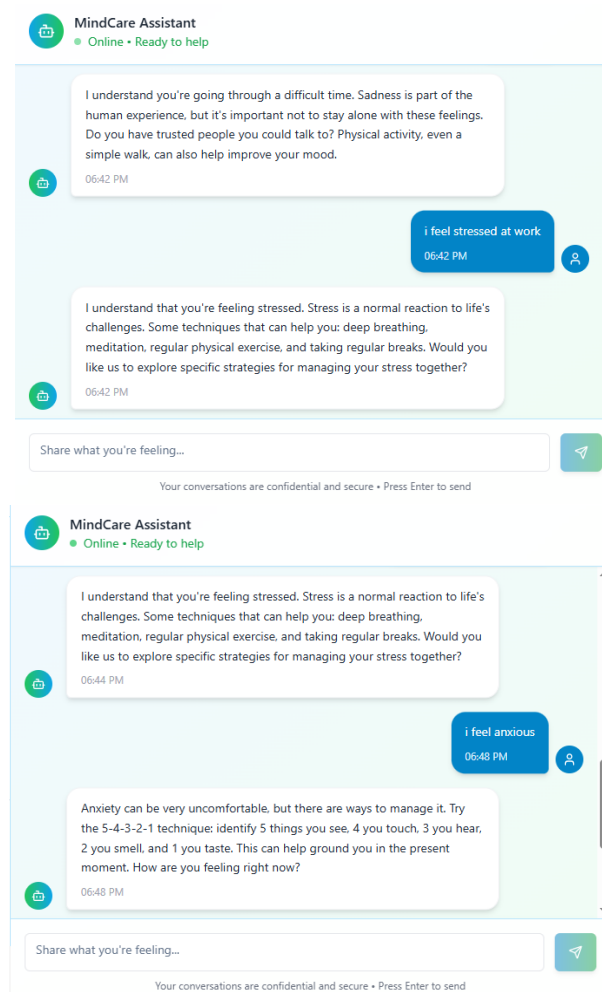 MindCare Assistant
Online • Ready to help
I understand you're going through a difficult time. Sadness is part of the
human experience, but it's important not to stay alone with these feelings.
Do you have trusted people you could talk to? Physical activity, even a
simple walk, can also help improve your mood.
06:42 PM
i feel stressed at work
06:42 PM
I understand that you're feeling stressed. Stress is a normal reaction to life's
challenges. Some techniques that can help you: deep breathing,
meditation, regular physical exercise, and taking regular breaks. Would you
like us to explore specific strategies for managing your stress together?
06:42 PM
Share what you're feeling...
Your conversations are confidential and secure • Press Enter to send
MindCare Assistant
Online • Ready to help
I understand that you're feeling stressed. Stress is a normal reaction to life's
challenges. Some techniques that can help you: deep breathing,
meditation, regular physical exercise, and taking regular breaks. Would you
like us to explore specific strategies for managing your stress together?
06:44 PM
i feel anxious
06:48 PM
Anxiety can be very uncomfortable, but there are ways to manage it. Try
the 5-4-3-2-1 technique: identify 5 things you see, 4 you touch, 3 you hear,
2 you smell, and 1 you taste. This can help ground you in the present
moment. How are you feeling right now?
06:48 PM
Share what you're feeling...
Your conversations are confidential and secure • Press Enter to send